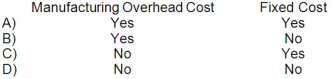 Manufacturing Overhead Cost Fixed Cost
A) Yes Yes
B) Yes No
C) No Yes
D) No No